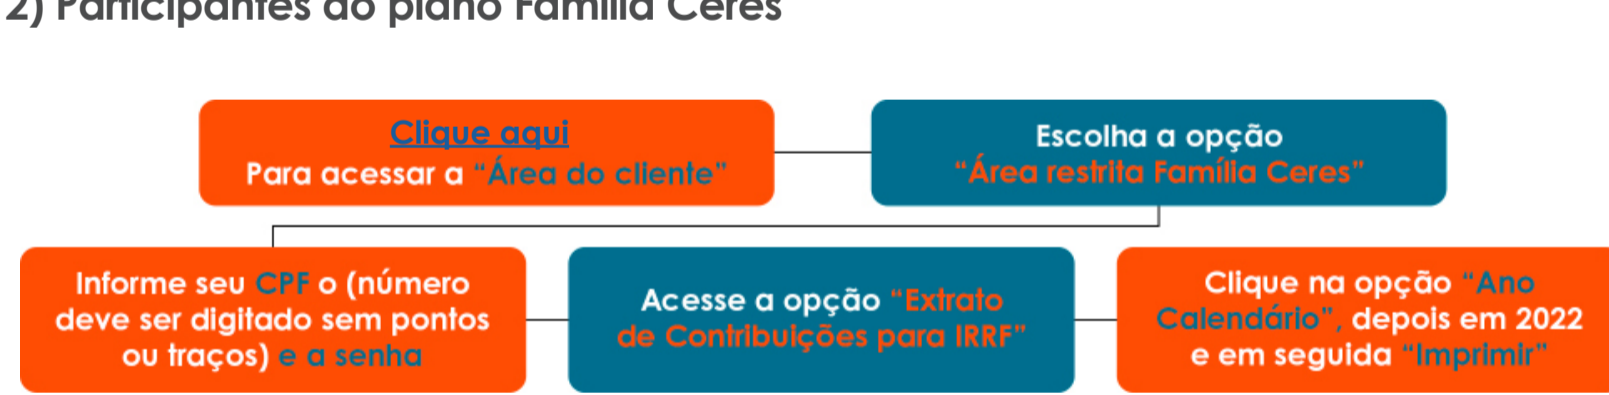 2) Participantes do plano Família Ceres
Clique aqui
Para acessar a “Área do cliente”
Escolha a opção
“Área restrita Família Ceres”
Informe seu CPF o (número
deve ser digitado sem pontos
ou traços) e a senha
Acesse a opção “Extrato
de Contribuições para IRRF”
Clique na opção “Ano
Calendário”, depois em 2022
e em seguida “Imprimir”